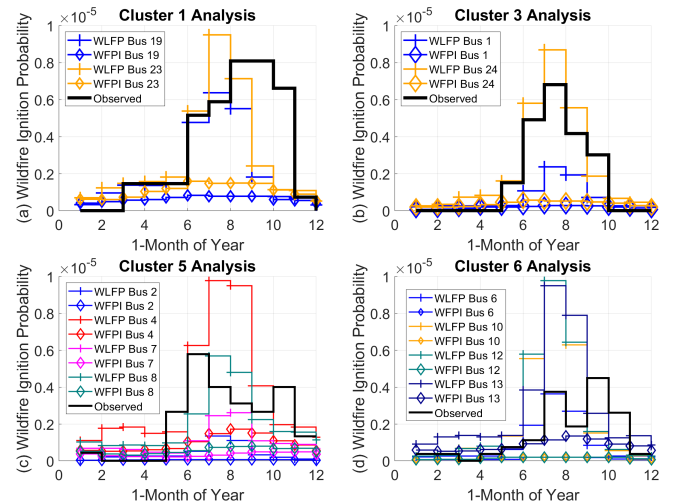 Cluster 1 Analysis
×10^-5
(a) Wildfire Ignition Probability
1
0.8
0.6
0.4
0.2
0
WLFP Bus 19
WFPI Bus 19
WLFP Bus 23
WFPI Bus 23
Observed
0 2 4 6 8 10 12
1-Month of Year
Cluster 3 Analysis
×10^-5
(b) Wildfire Ignition Probability
1
0.8
0.6
0.4
0.2
0
WLFP Bus 1
WFPI Bus 1
WLFP Bus 24
WFPI Bus 24
Observed
0 2 4 6 8 10 12
1-Month of Year
Cluster 5 Analysis
×10^-5
(c) Wildfire Ignition Probability
1
0.8
0.6
0.4
0.2
0
WLFP Bus 2
WFPI Bus 2
WLFP Bus 4
WFPI Bus 4
WLFP Bus 7
WFPI Bus 7
WLFP Bus 8
WFPI Bus 8
Observed
0 2 4 6 8 10 12
1-Month of Year
Cluster 6 Analysis
×10^-5
(d) Wildfire Ignition Probability
1
0.8
0.6
0.4
0.2
0
WLFP Bus 6
WFPI Bus 6
WLFP Bus 10
WFPI Bus 10
WLFP Bus 12
WFPI Bus 12
WLFP Bus 13
WFPI Bus 13
Observed
0 2 4 6 8 10 12
1-Month of Year